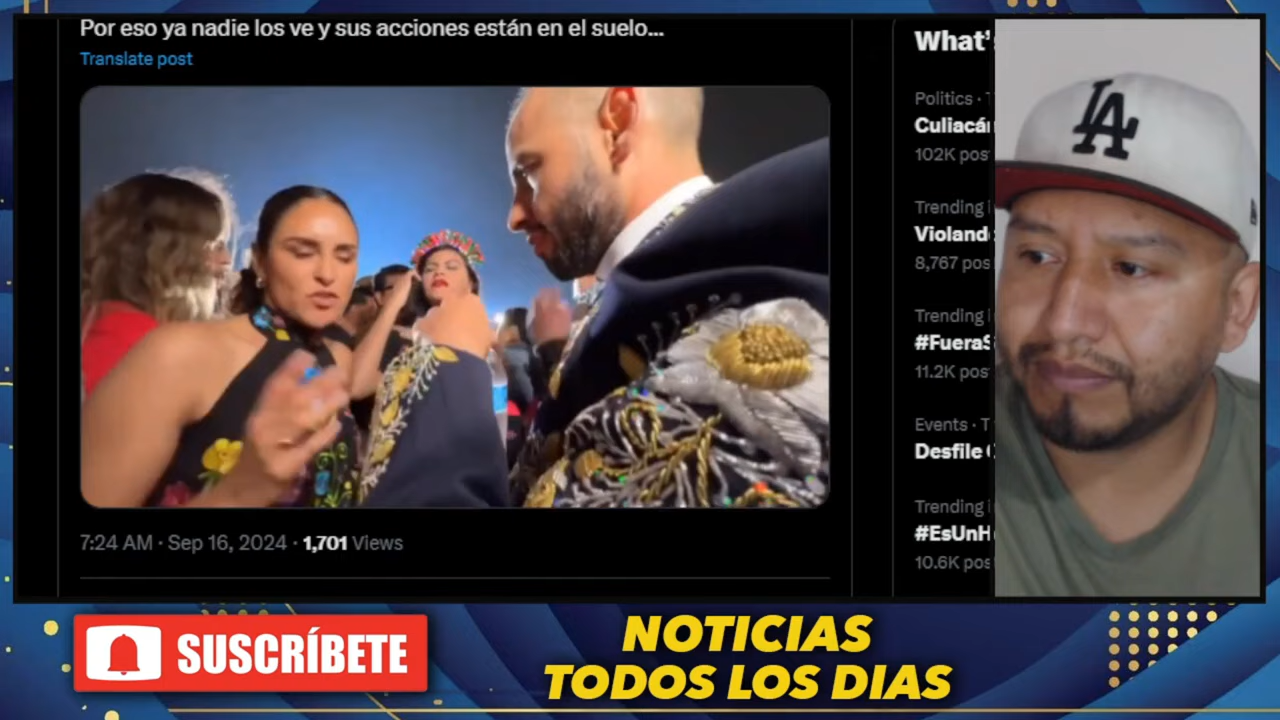 Por eso ya nadie los ve y sus acciones están en el suelo...
Translate post
7:24 AM · Sep 16, 2024 · 1,701 Views
What's
Politics ·
Culiacán
102K pos
Trending
Violand
8,767 pos
Trending
#FueraS
11.2K pos
Events · T
Desfile
Trending
#EsUnH
10.6K pos
LA
SUSCRÍBETE
NOTICIAS
TODOS LOS DIAS